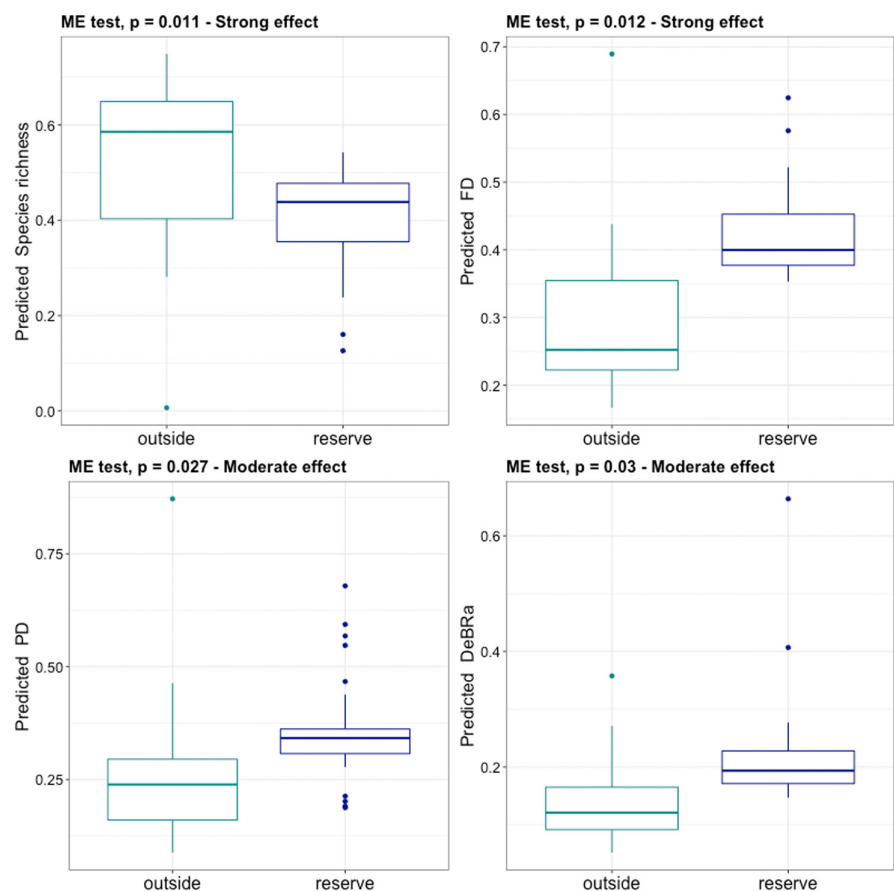 ME test, p = 0.011 - Strong effect
Predicted Species richness
0.6
0.4
0.2
0.0
outside reserve
ME test, p = 0.012 - Strong effect
Predicted FD
0.7
0.6
0.5
0.4
0.3
0.2
outside reserve
ME test, p = 0.027 - Moderate effect
Predicted PD
0.75
0.50
0.25
outside reserve
ME test, p = 0.03 - Moderate effect
Predicted DeBRa
0.6
0.4
0.2
outside reserve